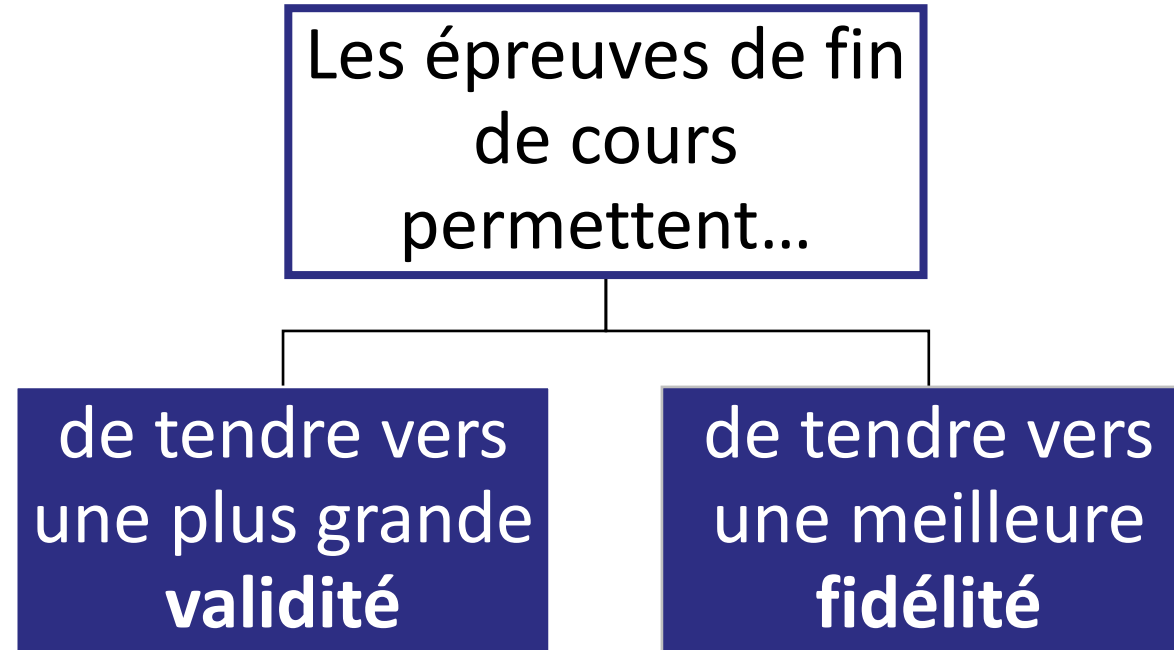 Les épreuves de fin
de cours
permettent…
de tendre vers
une plus grande
validité
de tendre vers
une meilleure
fidélité